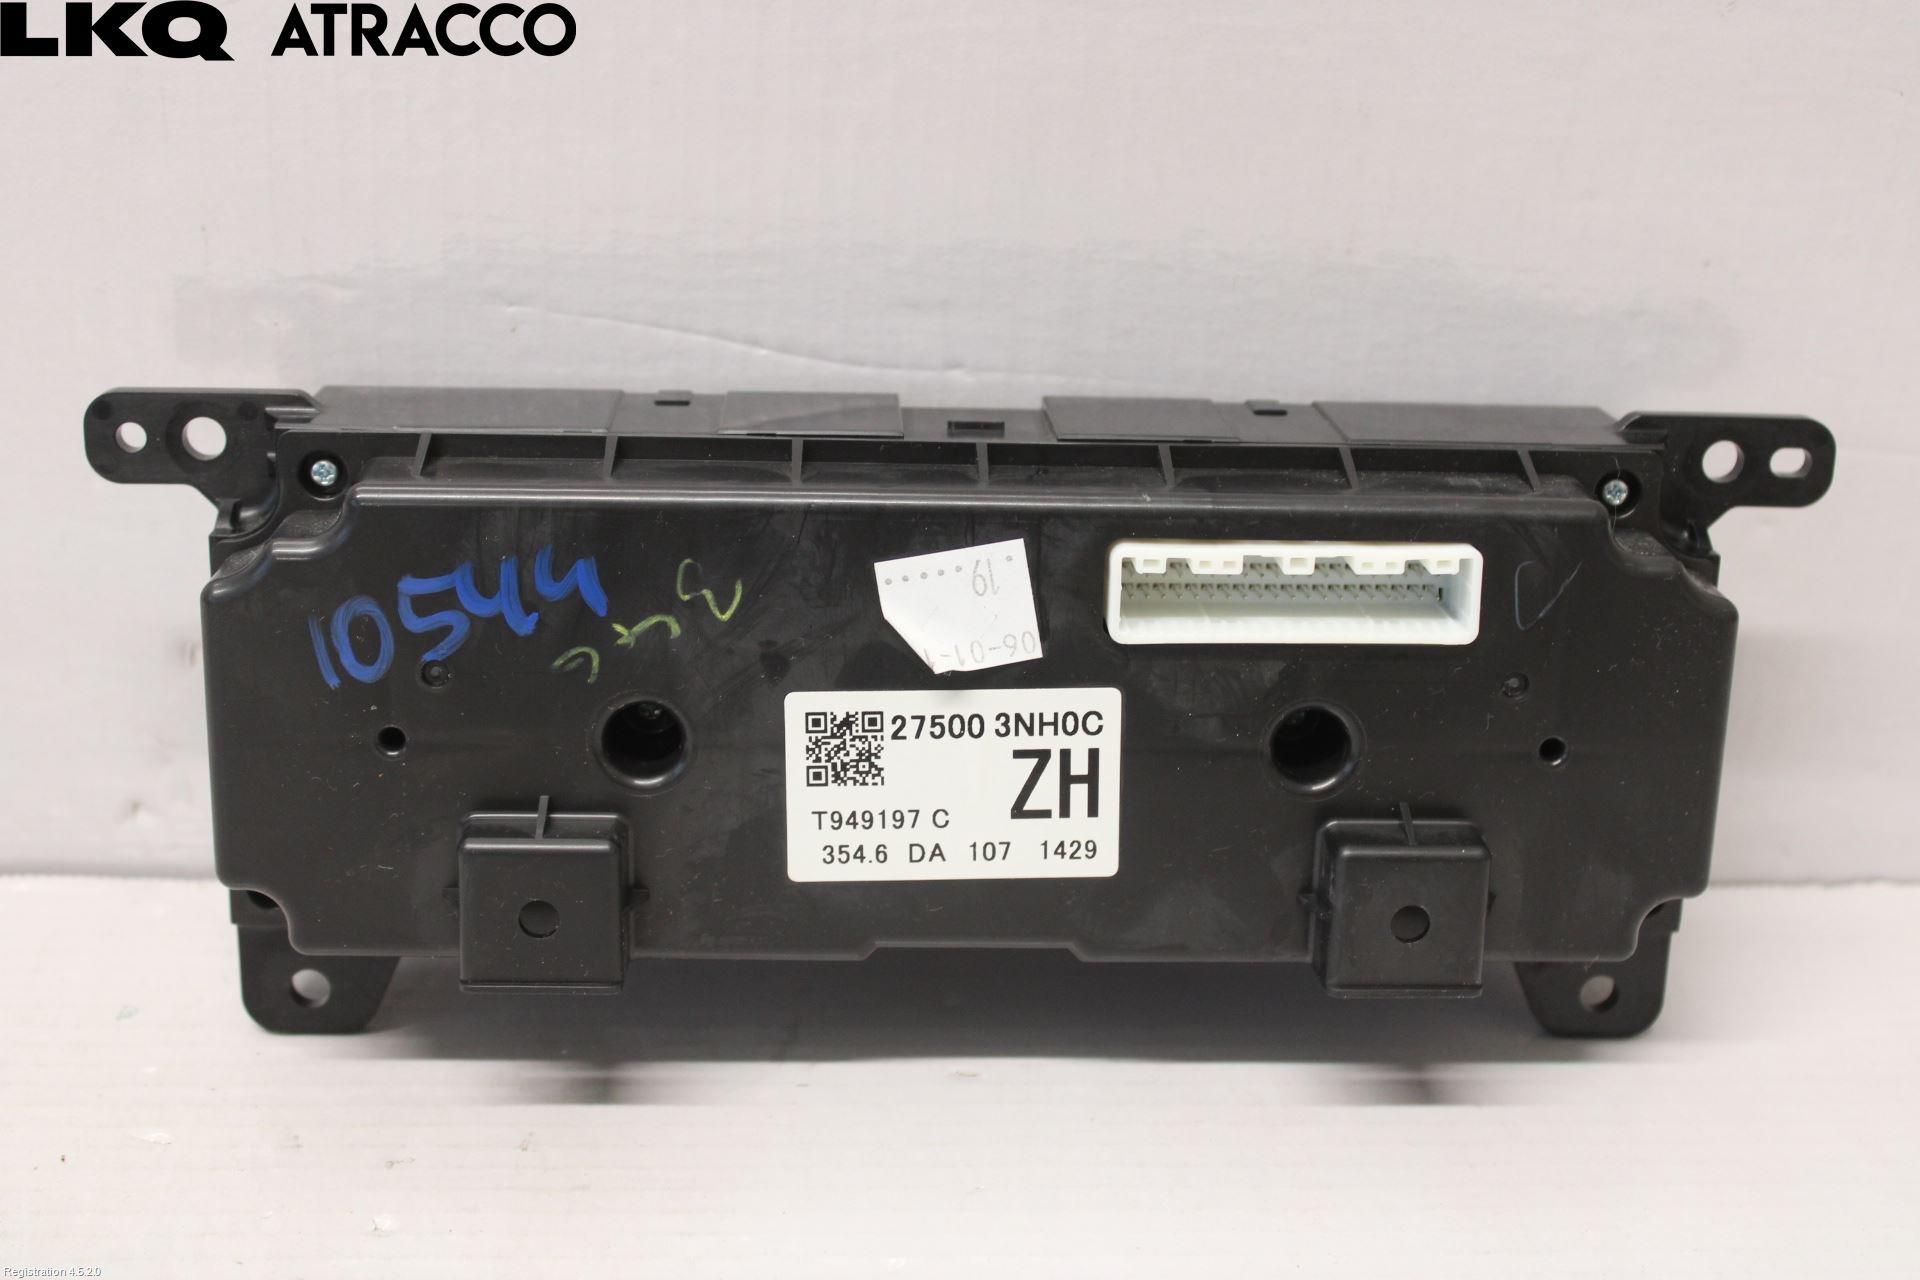 LKQ ATRACCO
10544
19
06-01-1
27500 3NH0C
ZH
T949197 C
354.6 DA 107 1429
Registration 4.5.2.0